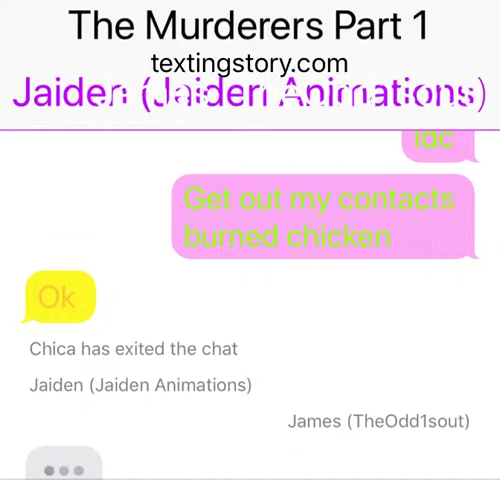 The Murderers Part 1
textingstory.com
Jaiden (Jaiden Animations)
idc
Get out my contacts
burned chicken
Ok
Chica has exited the chat
Jaiden (Jaiden Animations)
James (TheOdd1sout)